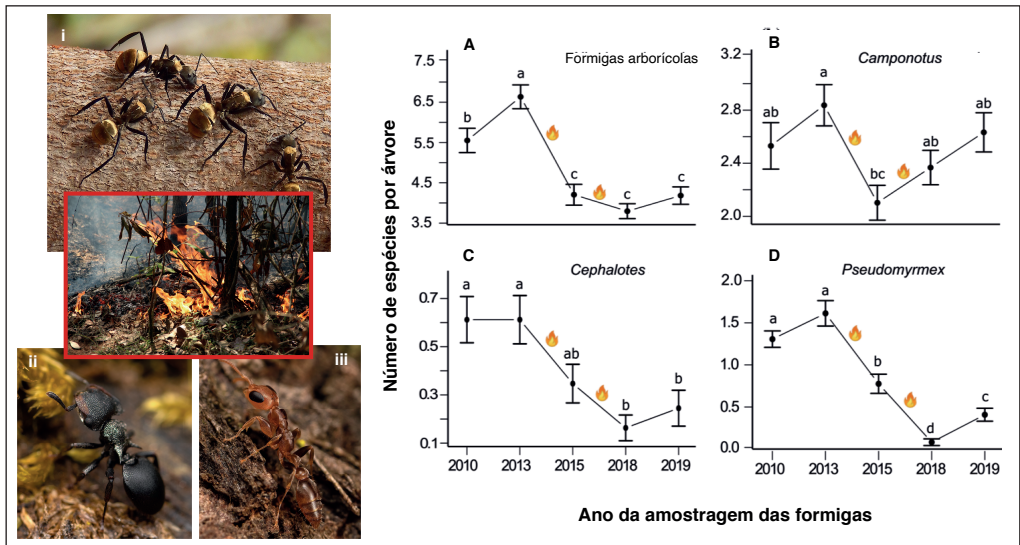 i
ii
iii
Número de espécies por árvore
A
Formigas arborícolas
7.5
6.5
5.5
4.5
3.5
b
a
c
c
c
B
Camponotus
3.2
2.8
2.4
2.0
ab
a
bc
ab
ab
C
Cephalotes
0.7
0.5
0.3
0.1
a
a
ab
b
b
2010 2013 2015 2018 2019
D
Pseudomyrmex
2.0
1.5
1.0
0.5
0.0
a
a
b
d
c
2010 2013 2015 2018 2019
Ano da amostragem das formigas